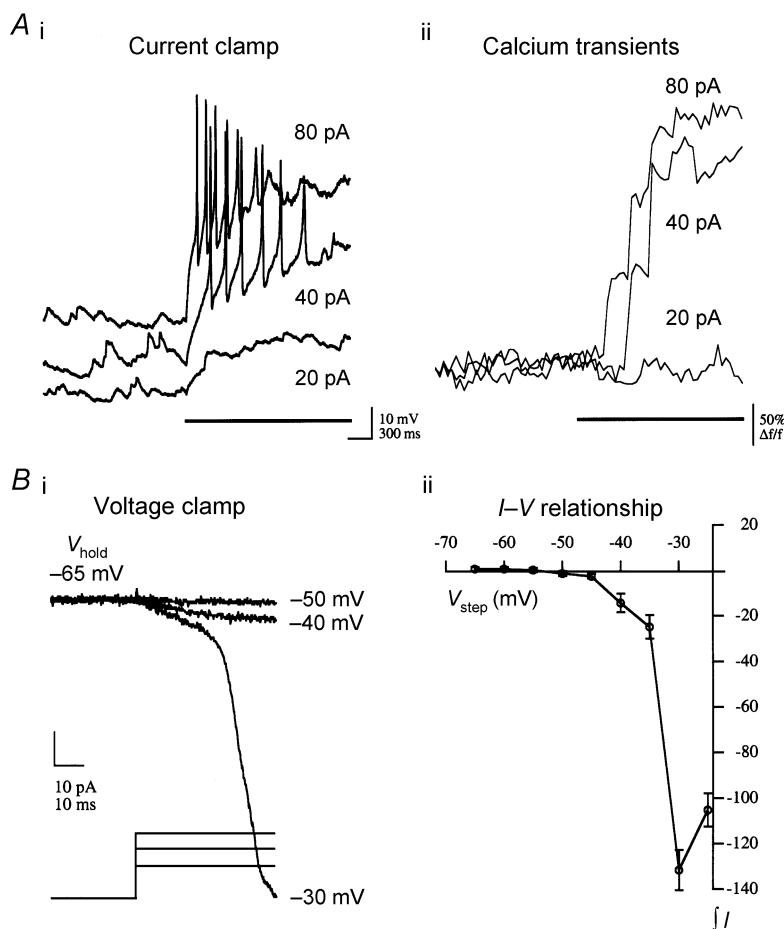 A i
Current clamp
80 pA
40 pA
20 pA
10 mV
300 ms
ii
Calcium transients
80 pA
40 pA
20 pA
50%
Δf/f
B i
Voltage clamp
Vhold
–65 mV
–50 mV
–40 mV
10 pA
10 ms
–30 mV
ii
I–V relationship
20
-70 -60 -50 -40 -30
Vstep (mV)
-20
-40
-60
-80
-100
-120
-140
∫ I